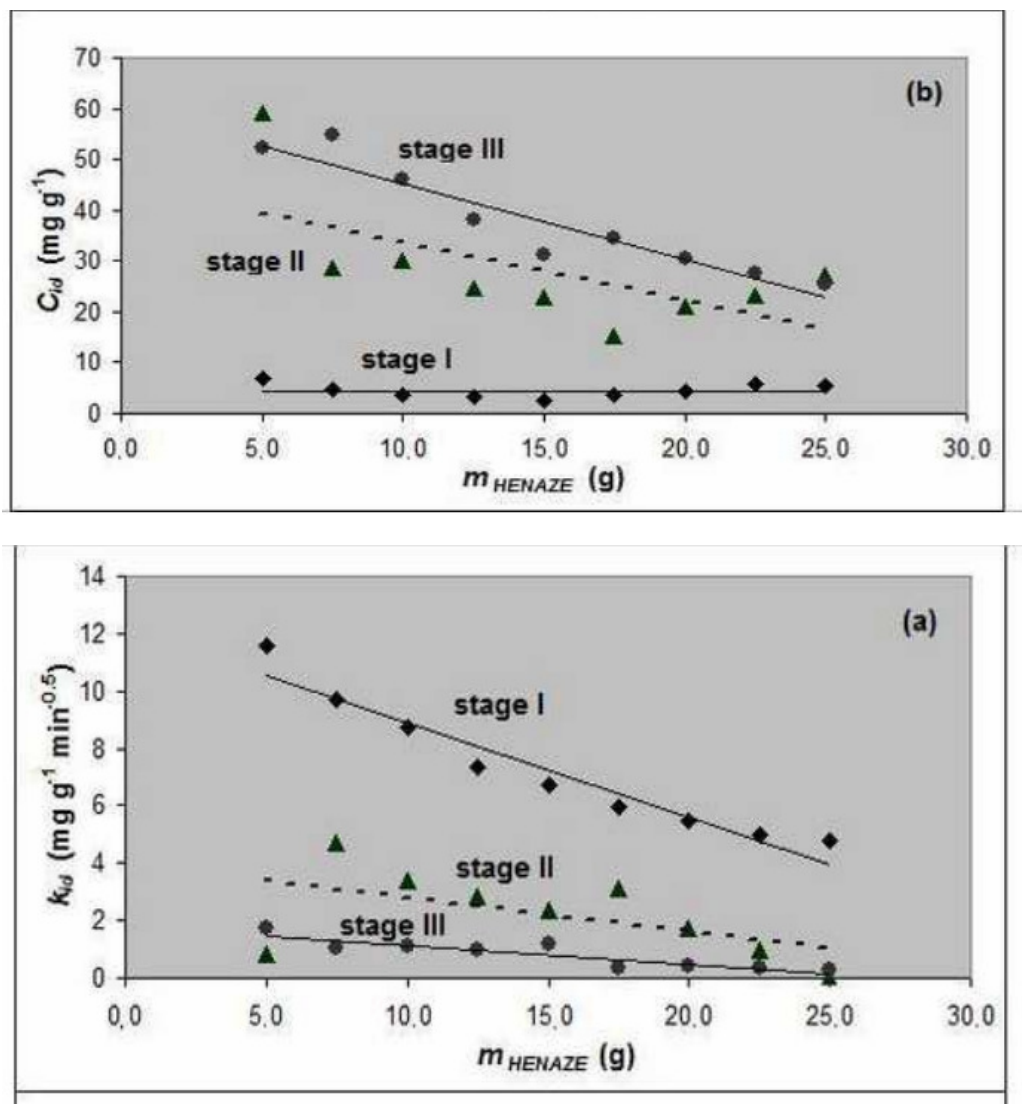 70
(b)
60
stage III
50
40
30
stage II
20
stage I
10
0
0,0 5.0 10.0 15.0 20.0 25.0 30.0
C_id (mg g^-1)
m HENAZE (g)
14
(a)
12
stage I
10
8
6
stage II
4
stage III
2
0
0,0 5.0 10.0 15.0 20.0 25.0 30.0
k_id (mg g^-1 min^-0.5)
m HENAZE (g)